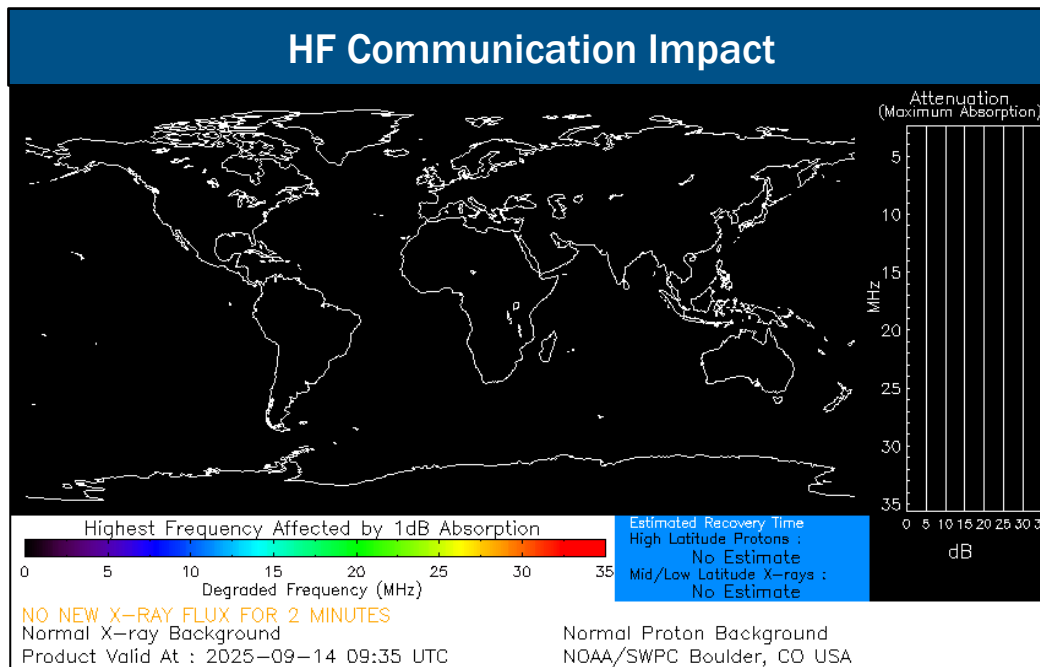 HF Communication Impact
Attenuation
(Maximum Absorption)
5
10
15
20
25
30
35
MHz
0 5 10 15 20 25 30
dB
Highest Frequency Affected by 1dB Absorption
0 5 10 15 20 25 30 35
Degraded Frequency (MHz)
Estimated Recovery Time
High Latitude Protons :
No Estimate
Mid/Low Latitude X-rays :
No Estimate
NO NEW X-RAY FLUX FOR 2 MINUTES
Normal X-ray Background
Normal Proton Background
Product Valid At : 2025-09-14 09:35 UTC
NOAA/SWPC Boulder, CO USA